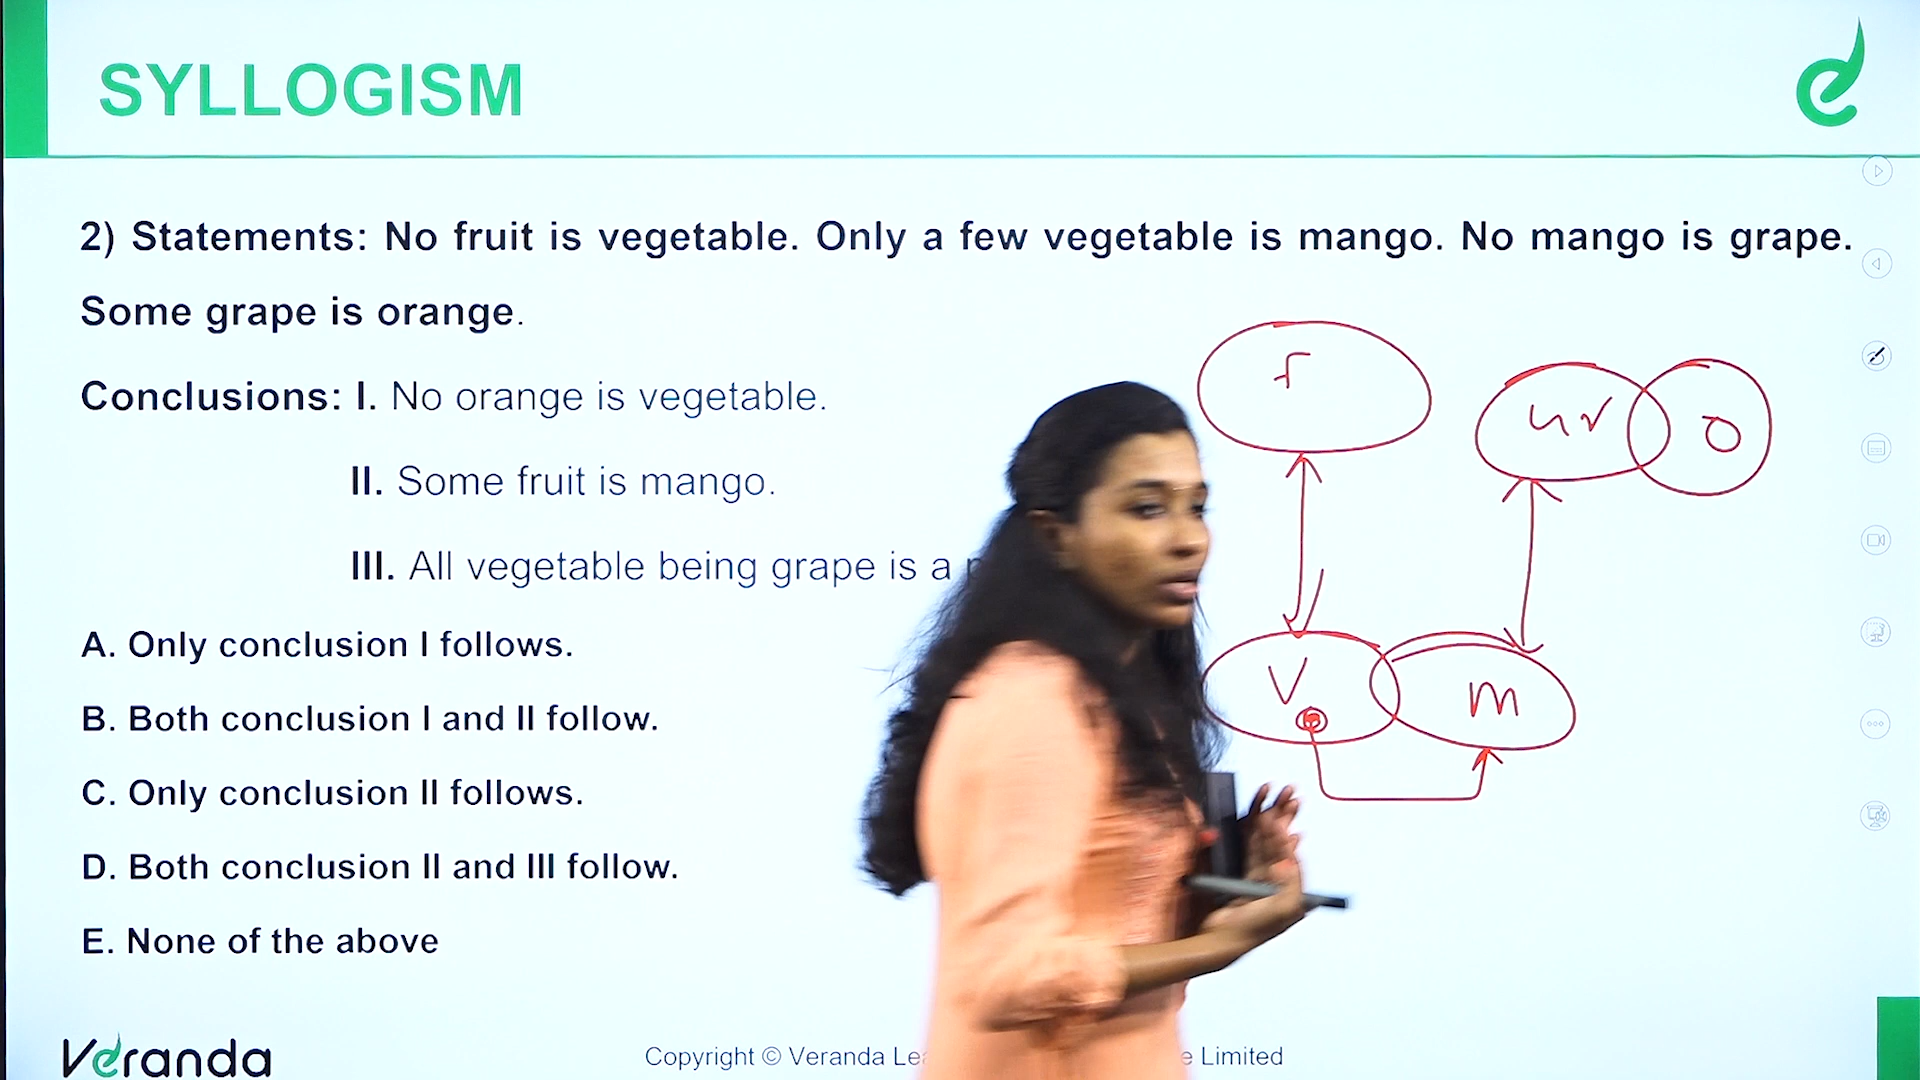 SYLLOGISM
2) Statements: No fruit is vegetable. Only a few vegetable is mango. No mango is grape.
Some grape is orange.
Conclusions: I. No orange is vegetable.
II. Some fruit is mango.
III. All vegetable being grape is a
A. Only conclusion I follows.
B. Both conclusion I and II follow.
C. Only conclusion II follows.
D. Both conclusion II and III follow.
E. None of the above
f
Gr O
V m
Veranda
Copyright © Veranda Limited